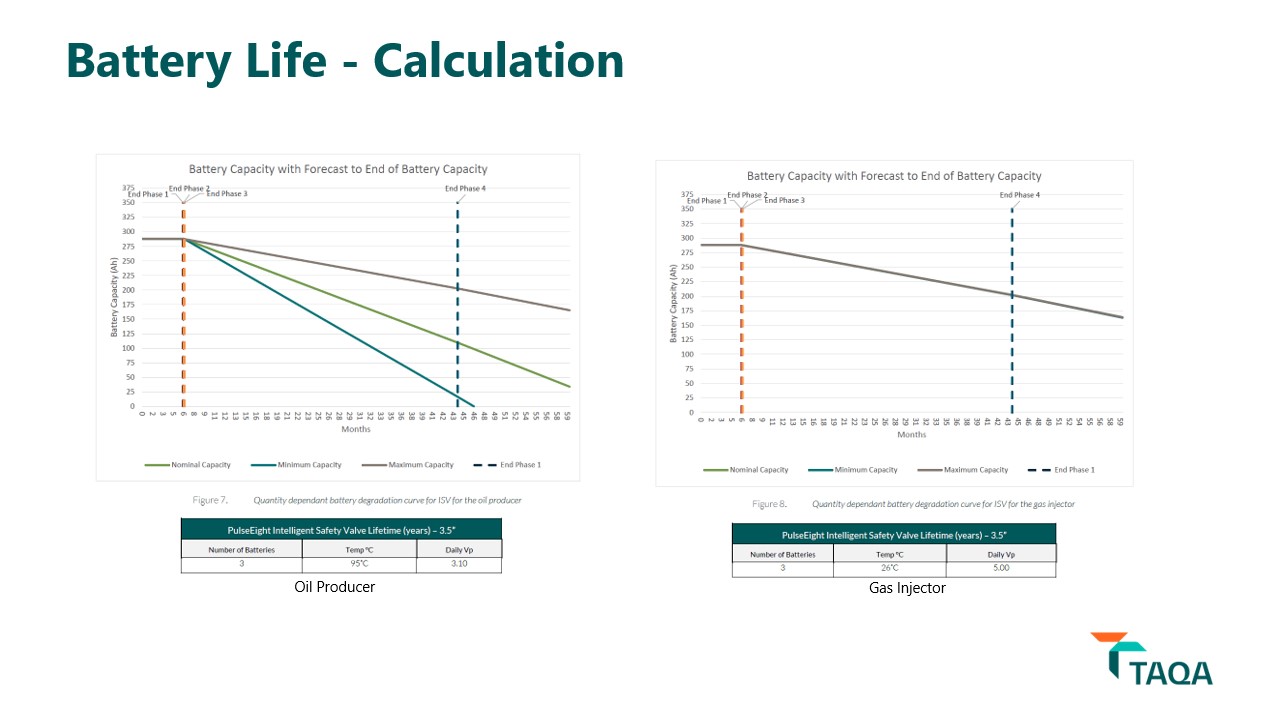 Battery Life - Calculation
Battery Capacity with Forecast to End of Battery Capacity
End Phase 1
End Phase 2
End Phase 3
End Phase 4
375
350
325
300
275
250
225
200
175
150
125
100
75
50
25
0
Battery Capacity (Ah)
0 2 3 5 6 8 9 11 12 13 15 16 18 19 21 22 23 25 26 28 29 31 32 33 35 36 38 39 41 42 43 45 46 48 49 51 52 54 55 56 58 59
Months
Nominal Capacity Minimum Capacity Maximum Capacity End Phase 1
Figure 7. Quantity dependant battery degradation curve for ISV for the oil producer
PulseEight Intelligent Safety Valve Lifetime (years) – 3.5"
Number of Batteries Temp °C Daily Vp
3 95°C 3.10
Oil Producer
Battery Capacity with Forecast to End of Battery Capacity
End Phase 1
End Phase 2
End Phase 3
End Phase 4
375
350
325
300
275
250
225
200
175
150
125
100
75
50
25
0
Battery Capacity (Ah)
0 2 3 5 6 8 9 11 12 13 15 16 18 19 21 22 23 25 26 28 29 31 32 33 35 36 38 39 41 42 43 45 46 48 49 51 52 54 55 56 58 59
Months
Nominal Capacity Minimum Capacity Maximum Capacity End Phase 1
Figure 8. Quantity dependant battery degradation curve for ISV for the gas injector
PulseEight Intelligent Safety Valve Lifetime (years) – 3.5"
Number of Batteries Temp °C Daily Vp
3 26°C 5.00
Gas Injector
TAQA